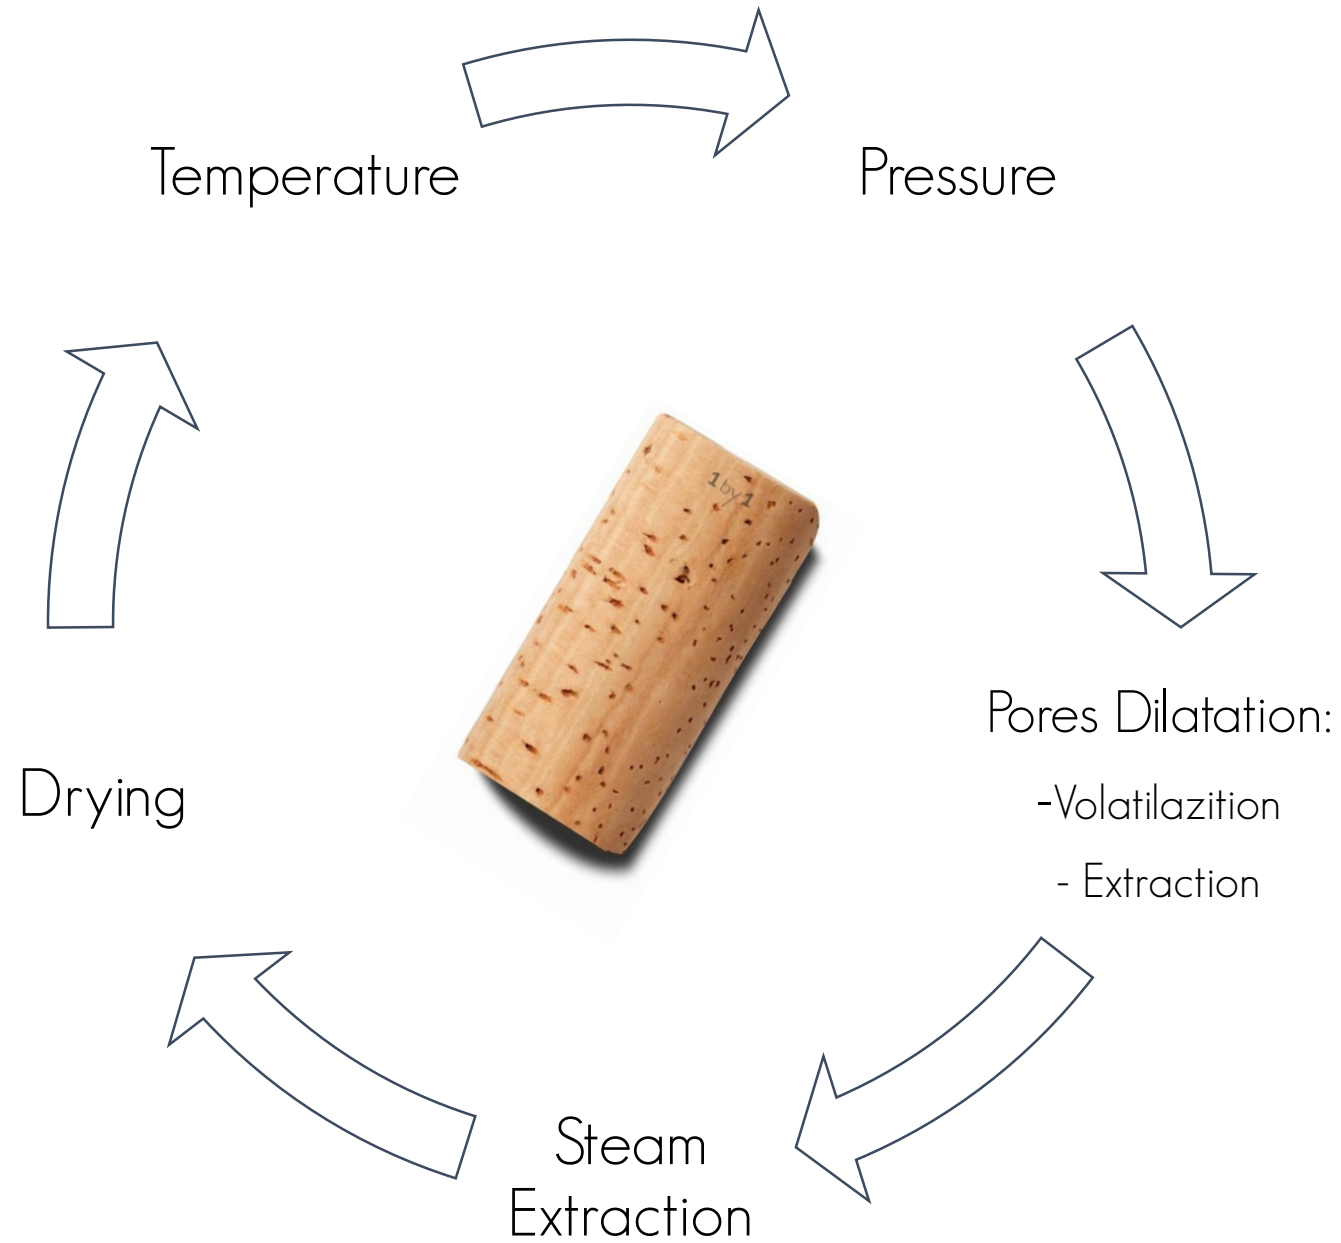 Temperature
Pressure
1by1
Pores Dilatation:
-Volatilazition
- Extraction
Drying
Steam
Extraction